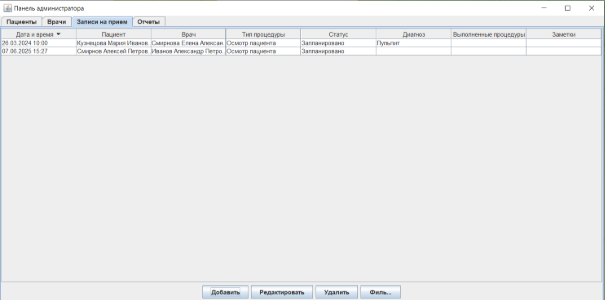 Панель администратора
Пациенты Врачи Записи на прием Отчеты
Дата и время Пациент Врач Тип процедуры Статус Диагноз Выполненные процедуры Заметки
26.03.2024 10:00 Кузнецова Мария Иванов... Смирнова Елена Алексан... Осмотр пациента Запланировано Пульпит
07.06.2025 15:27 Смирнов Алексей Петров... Иванов Александр Петро... Осмотр пациента Запланировано
Добавить Редактировать Удалить Филь...